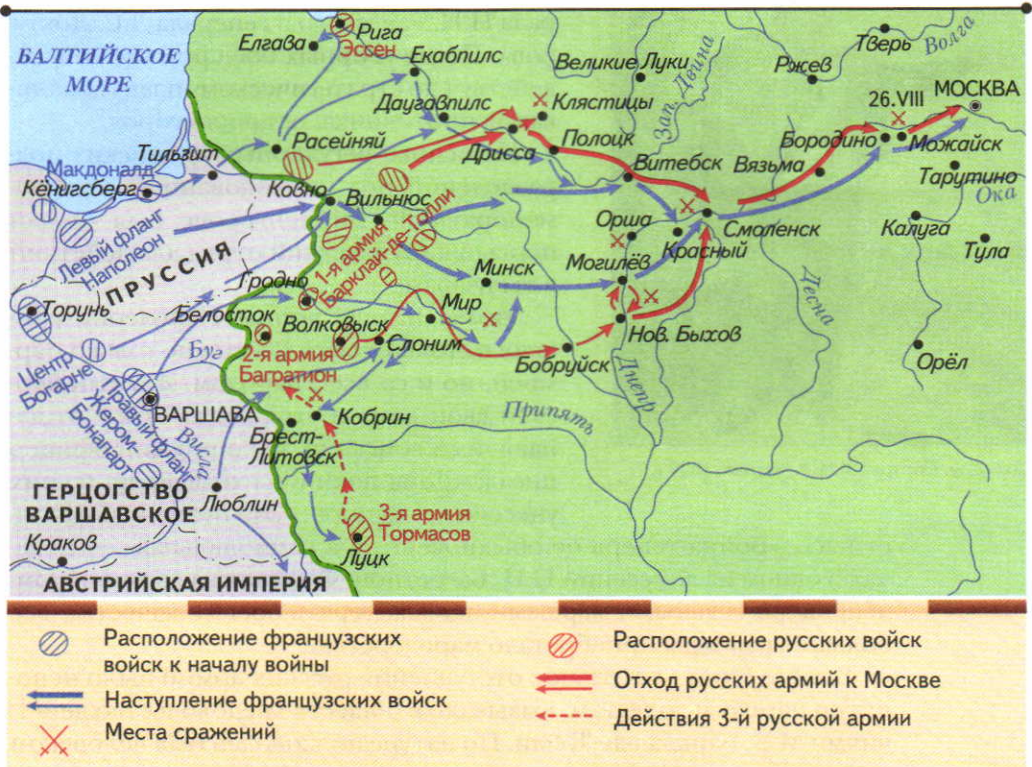 БАЛТИЙСКОЕ
МОРЕ
Елгава
Рига
Эссен
Екабпилс
Великие Луки
Зап. Двина
Ржев
Тверь
Волга
Даугавпилс
Клястицы
26.VIII
МОСКВА
Расейняй
Дрисса
Полоцк
Бородино
Можайск
Тильзит
Макдоналд
Кёнигсберг
Ковно
Вильнюс
Витебск
Вязьма
Тарутино
Ока
Левый фланг
Наполеон
ПРУССИЯ
1-я армия
Барклай-де-Толли
Орша
Смоленск
Красный
Калуга
Тула
Гродно
Минск
Могилёв
Торунь
Белосток
Волковыск
Мир
Десна
Центр
Богарне
Буг
2-я армия
Багратион
Слоним
Нов. Быхов
Бобруйск
Днепр
Орёл
Правый фланг
Жером-
Бонапарт
ВАРШАВА
Висла
Кобрин
Припять
Брест-
Литовск
ГЕРЦОГСТВО
ВАРШАВСКОЕ
Люблин
3-я армия
Тормасов
Луцк
Краков
АВСТРИЙСКАЯ ИМПЕРИЯ
Расположение французских
войск к началу войны
Наступление французских войск
Места сражений
Расположение русских войск
Отход русских армий к Москве
Действия 3-й русской армии